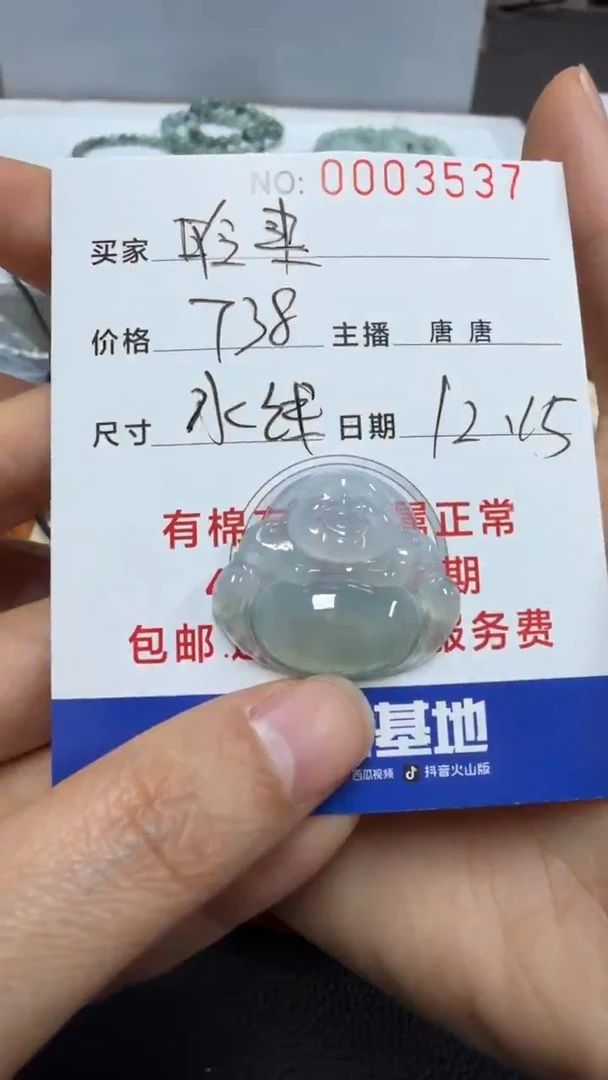 NO: 0003537
买家
价格 738 主播 唐 唐
尺寸 水线 日期 12.15
有棉 属正常
期
包邮 服务费
基地
西瓜视频 抖音火山版